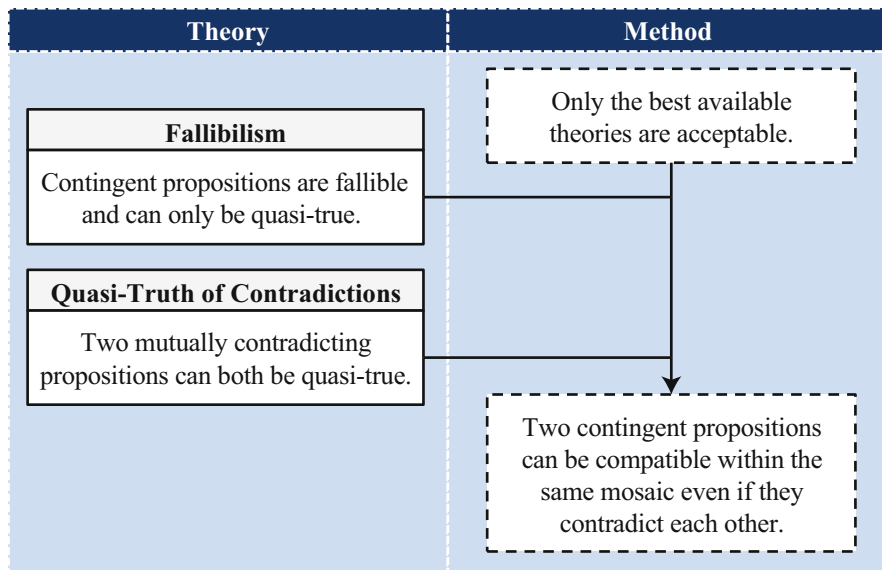 Theory
Method
Only the best available
theories are acceptable.
Fallibilism
Contingent propositions are fallible
and can only be quasi-true.
Quasi-Truth of Contradictions
Two mutually contradicting
propositions can both be quasi-true.
Two contingent propositions
can be compatible within the
same mosaic even if they
contradict each other.